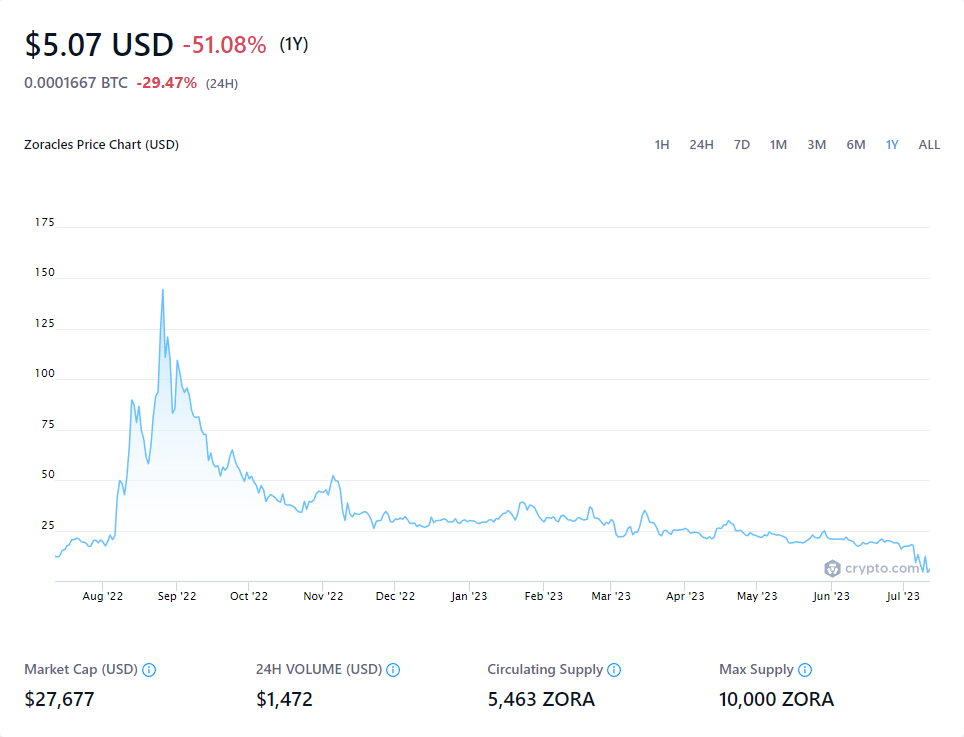 $5.07 USD -51.08% (1Y)
0.0001667 BTC -29.47% (24H)
Zoracles Price Chart (USD) 1H 24H 7D 1M 3M 6M 1Y ALL
175
150
125
100
75
50
25
crypto.com
Aug '22 Sep '22 Oct '22 Nov '22 Dec '22 Jan '23 Feb '23 Mar '23 Apr '23 May '23 Jun '23 Jul '23
Market Cap (USD) 24H VOLUME (USD) Circulating Supply Max Supply
$27,677 $1,472 5,463 ZORA 10,000 ZORA